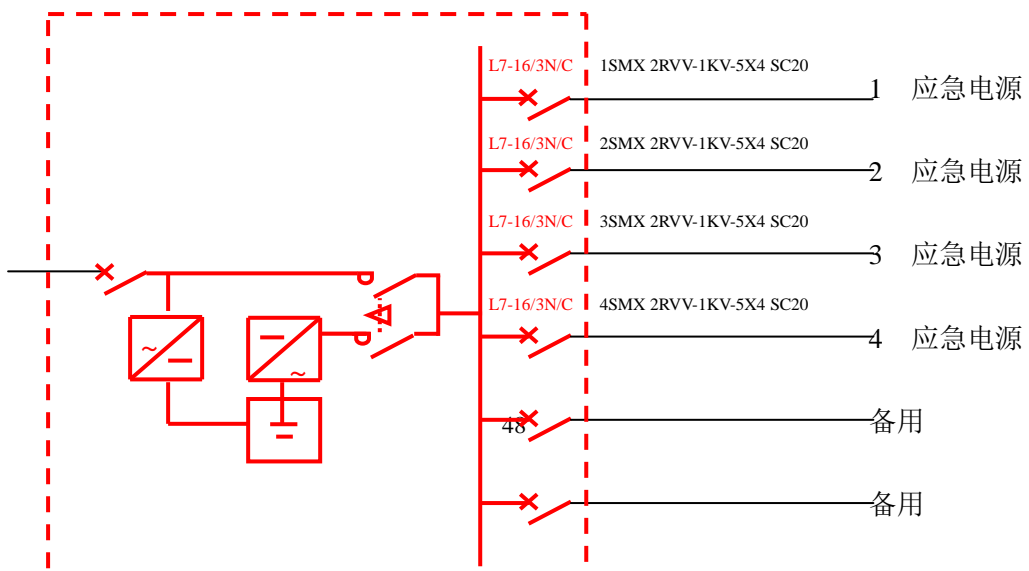 L7-16/3N/C 1SMX 2RVV-1KV-5X4 SC20
1 应急电源
L7-16/3N/C 2SMX 2RVV-1KV-5X4 SC20
2 应急电源
L7-16/3N/C 3SMX 2RVV-1KV-5X4 SC20
3 应急电源
L7-16/3N/C 4SMX 2RVV-1KV-5X4 SC20
4 应急电源
~
~
48
备用
备用